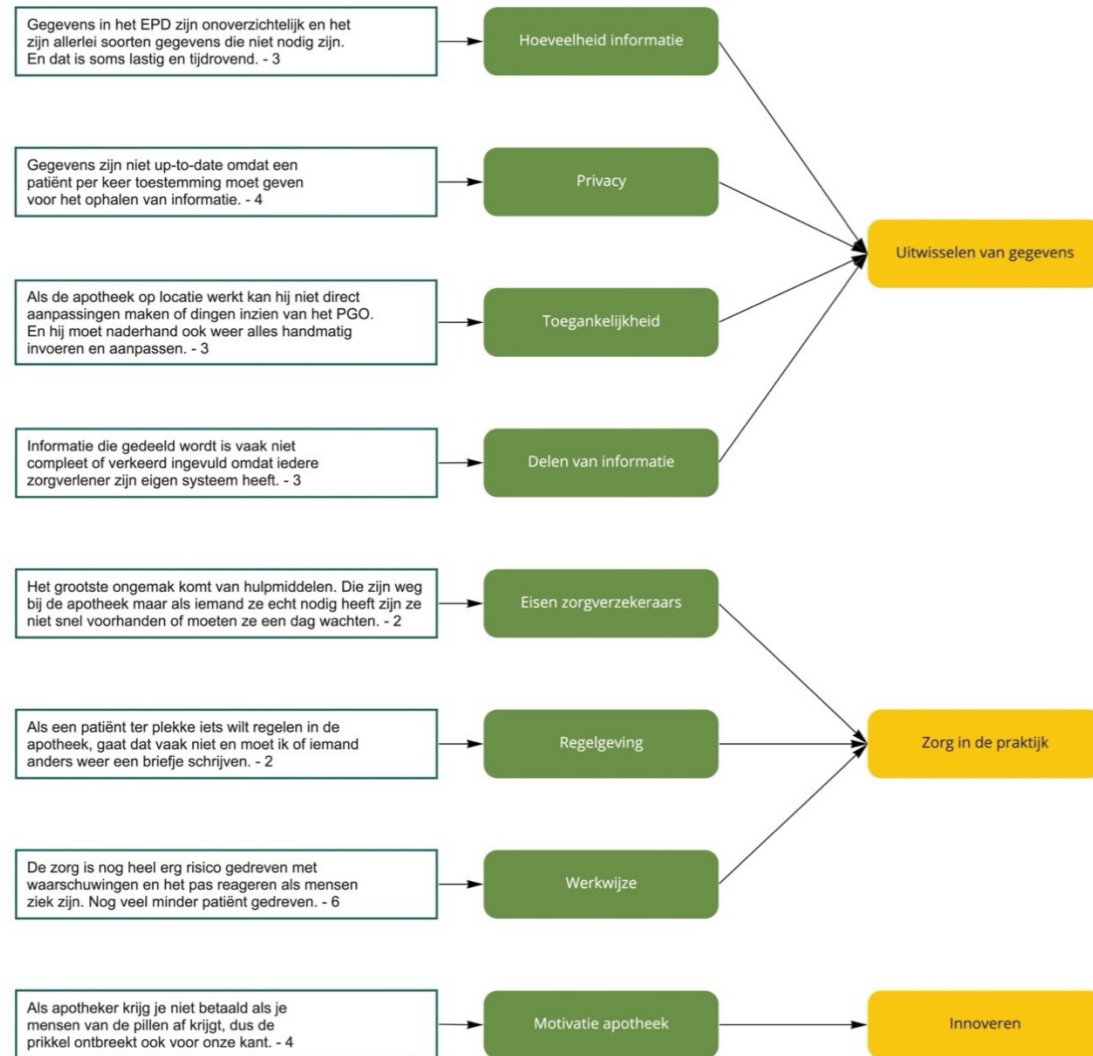 Gegevens in het EPD zijn onoverzichtelijk en het
zijn allerlei soorten gegevens die niet nodig zijn.
En dat is soms lastig en tijdrovend. - 3
Hoeveelheid informatie
Gegevens zijn niet up-to-date omdat een
patiënt per keer toestemming moet geven
voor het ophalen van informatie. - 4
Privacy
Uitwisselen van gegevens
Als de apotheek op locatie werkt kan hij niet direct
aanpassingen maken of dingen inzien van het PGO.
En hij moet naderhand ook weer alles handmatig
invoeren en aanpassen. - 3
Toegankelijkheid
Informatie die gedeeld wordt is vaak niet
compleet of verkeerd ingevuld omdat iedere
zorgverlener zijn eigen systeem heeft. - 3
Delen van informatie
Het grootste ongemak komt van hulpmiddelen. Die zijn weg
bij de apotheek maar als iemand ze echt nodig heeft zijn ze
niet snel voorhanden of moeten ze een dag wachten. - 2
Eisen zorgverzekeraars
Als een patiënt ter plekke iets wilt regelen in de
apotheek, gaat dat vaak niet en moet ik of iemand
anders weer een briefje schrijven. - 2
Regelgeving
Zorg in de praktijk
De zorg is nog heel erg risico gedreven met
waarschuwingen en het pas reageren als mensen
ziek zijn. Nog veel minder patiënt gedreven. - 6
Werkwijze
Als apotheker krijg je niet betaald als je
mensen van de pillen af krijgt, dus de
prikkel ontbreekt ook voor onze kant. - 4
Motivatie apotheek
Innoveren